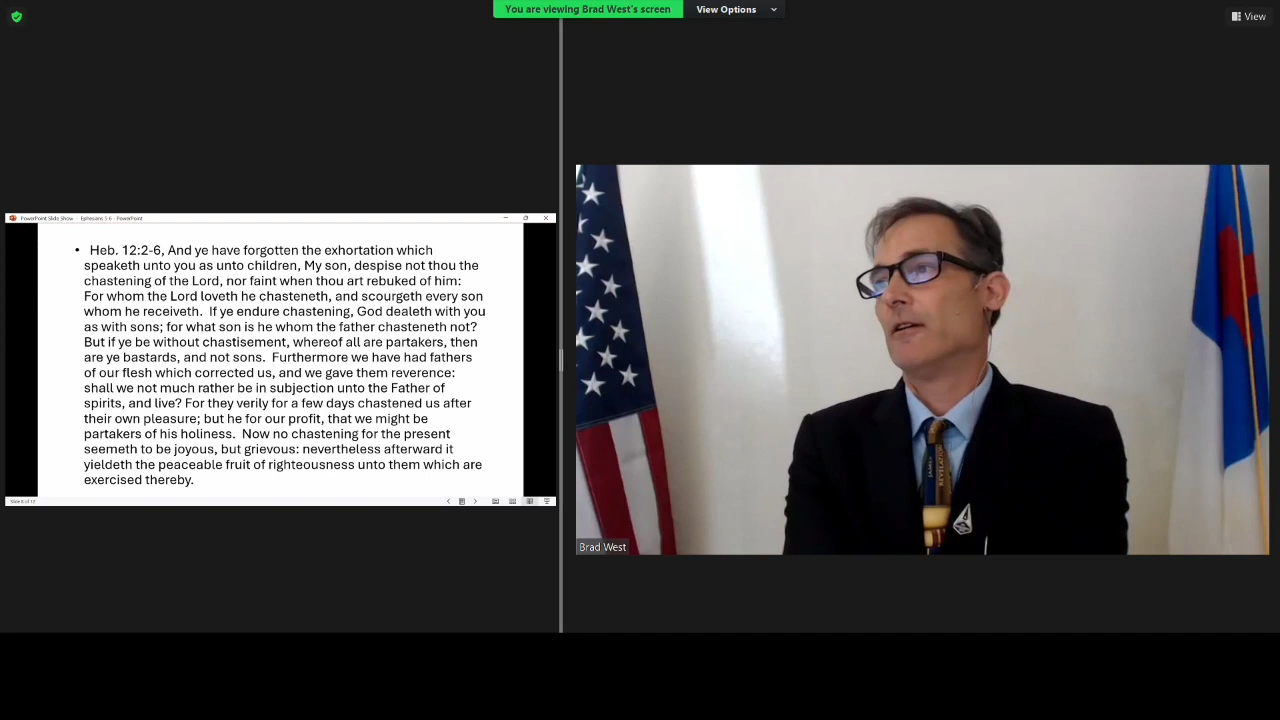 You are viewing Brad West's screen
View Options
View
PowerPoint Slide Show - Ephesians 5-6 - PowerPoint
• Heb. 12:2-6, And ye have forgotten the exhortation which
speaketh unto you as unto children, My son, despise not thou the
chastening of the Lord, nor faint when thou art rebuked of him:
For whom the Lord loveth he chasteneth, and scourgeth every son
whom he receiveth. If ye endure chastening, God dealeth with you
as with sons; for what son is he whom the father chasteneth not?
But if ye be without chastisement, whereof all are partakers, then
are ye bastards, and not sons. Furthermore we have had fathers
of our flesh which corrected us, and we gave them reverence:
shall we not much rather be in subjection unto the Father of
spirits, and live? For they verily for a few days chastened us after
their own pleasure; but he for our profit, that we might be
partakers of his holiness. Now no chastening for the present
seemeth to be joyous, but grievous: nevertheless afterward it
yieldeth the peaceable fruit of righteousness unto them which are
exercised thereby.
JAMES
REVELATION
Brad West